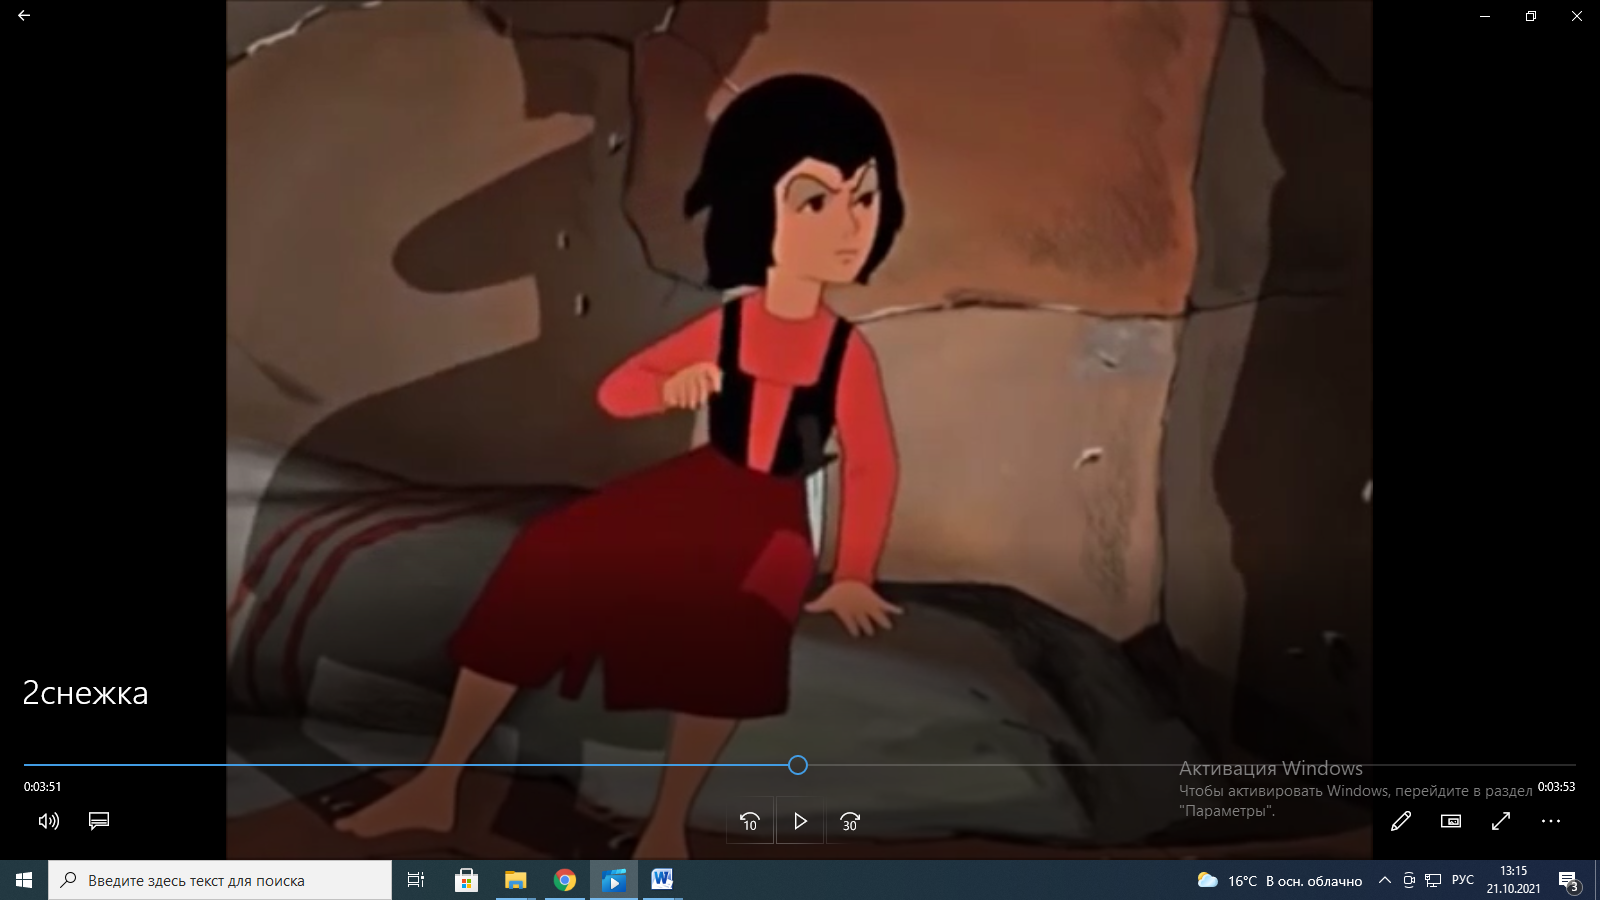 2снежка
0:03:51
0:03:53
10
30
Активация Windows
Чтобы активировать Windows, перейдите в раздел
"Параметры".
Введите здесь текст для поиска
W
16°C В осн. облачно
РУС
13:15
21.10.2021
3